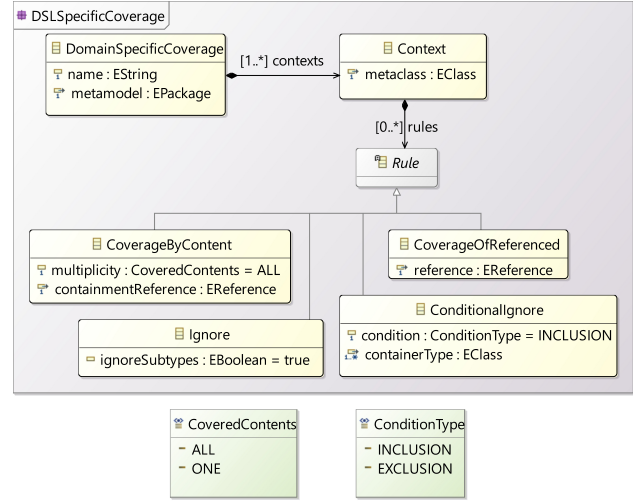 DSLSpecificCoverage
DomainSpecificCoverage
name : EString
metamodel : EPackage
[1..*] contexts
Context
metaclass : EClass
[0..*] rules
Rule
CoverageByContent
multiplicity : CoveredContents = ALL
containmentReference : EReference
CoverageOfReferenced
reference : EReference
Ignore
ignoreSubtypes : EBoolean = true
ConditionalIgnore
condition : ConditionType = INCLUSION
1..* containerType : EClass
CoveredContents
ALL
ONE
ConditionType
INCLUSION
EXCLUSION